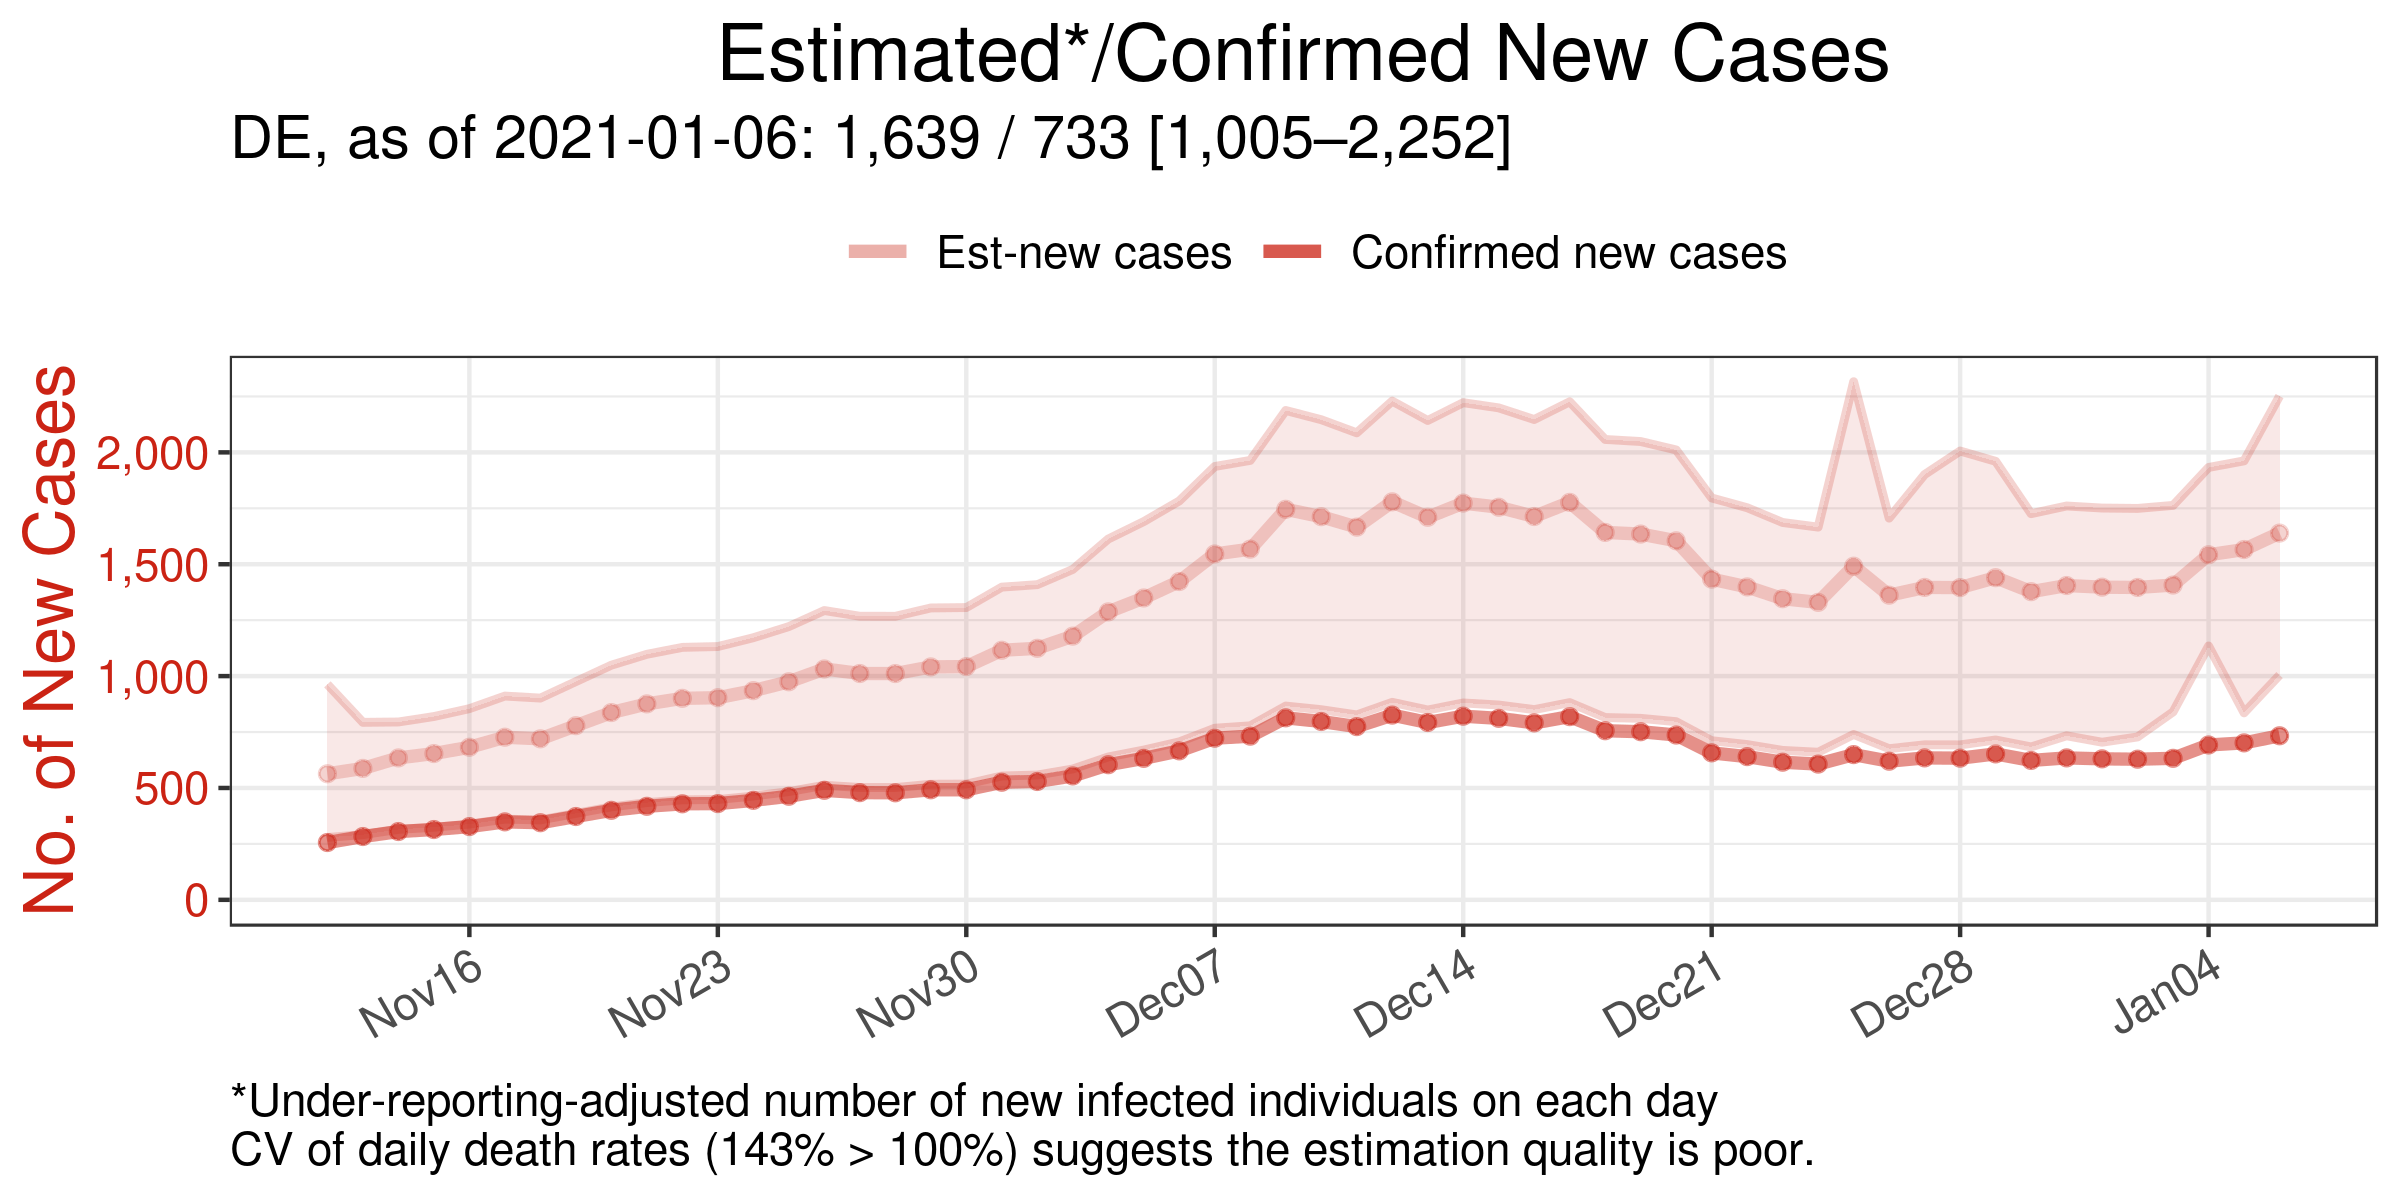 Estimated*/Confirmed New Cases
DE, as of 2021-01-06: 1,639 / 733 [1,005–2,252]
Est-new cases
Confirmed new cases
No. of New Cases
2,000
1,500
1,000
500
0
Nov16
Nov23
Nov30
Dec07
Dec14
Dec21
Dec28
Jan04
*Under-reporting-adjusted number of new infected individuals on each day
CV of daily death rates (143% > 100%) suggests the estimation quality is poor.